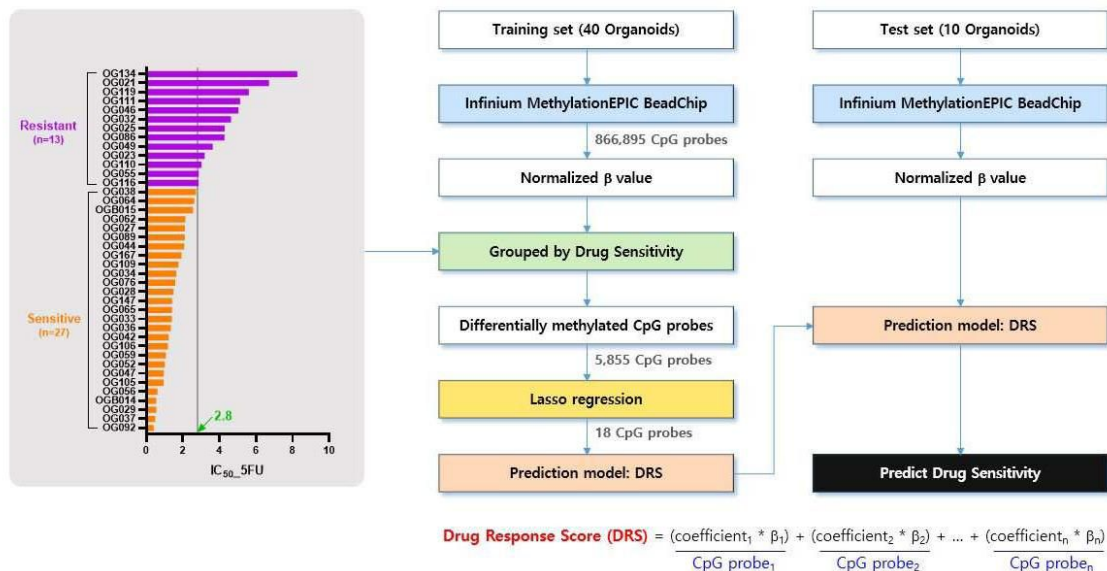 OG134
OG021
OG119
OG111
OG046
OG032
OG025
OG086
OG049
OG023
OG110
OG055
OG116
OG038
OG064
OGB015
OG062
OG027
OG089
OG044
OG167
OG109
OG034
OG076
OG028
OG147
OG065
OG033
OG036
OG042
OG106
OG059
OG052
OG047
OG105
OG056
OGB014
OG029
OG037
OG092
Resistant
(n=13)
Sensitive
(n=27)
2.8
0 2 4 6 8 10
IC₅₀_5FU
Training set (40 Organoids)
Infinium MethylationEPIC BeadChip
866,895 CpG probes
Normalized β value
Grouped by Drug Sensitivity
Differentially methylated CpG probes
5,855 CpG probes
Lasso regression
18 CpG probes
Prediction model: DRS
Test set (10 Organoids)
Infinium MethylationEPIC BeadChip
Normalized β value
Prediction model: DRS
Predict Drug Sensitivity
Drug Response Score (DRS) = (coefficient₁ * β₁) + (coefficient₂ * β₂) + ... + (coefficientₙ * βₙ)
CpG probe₁ CpG probe₂ CpG probeₙ